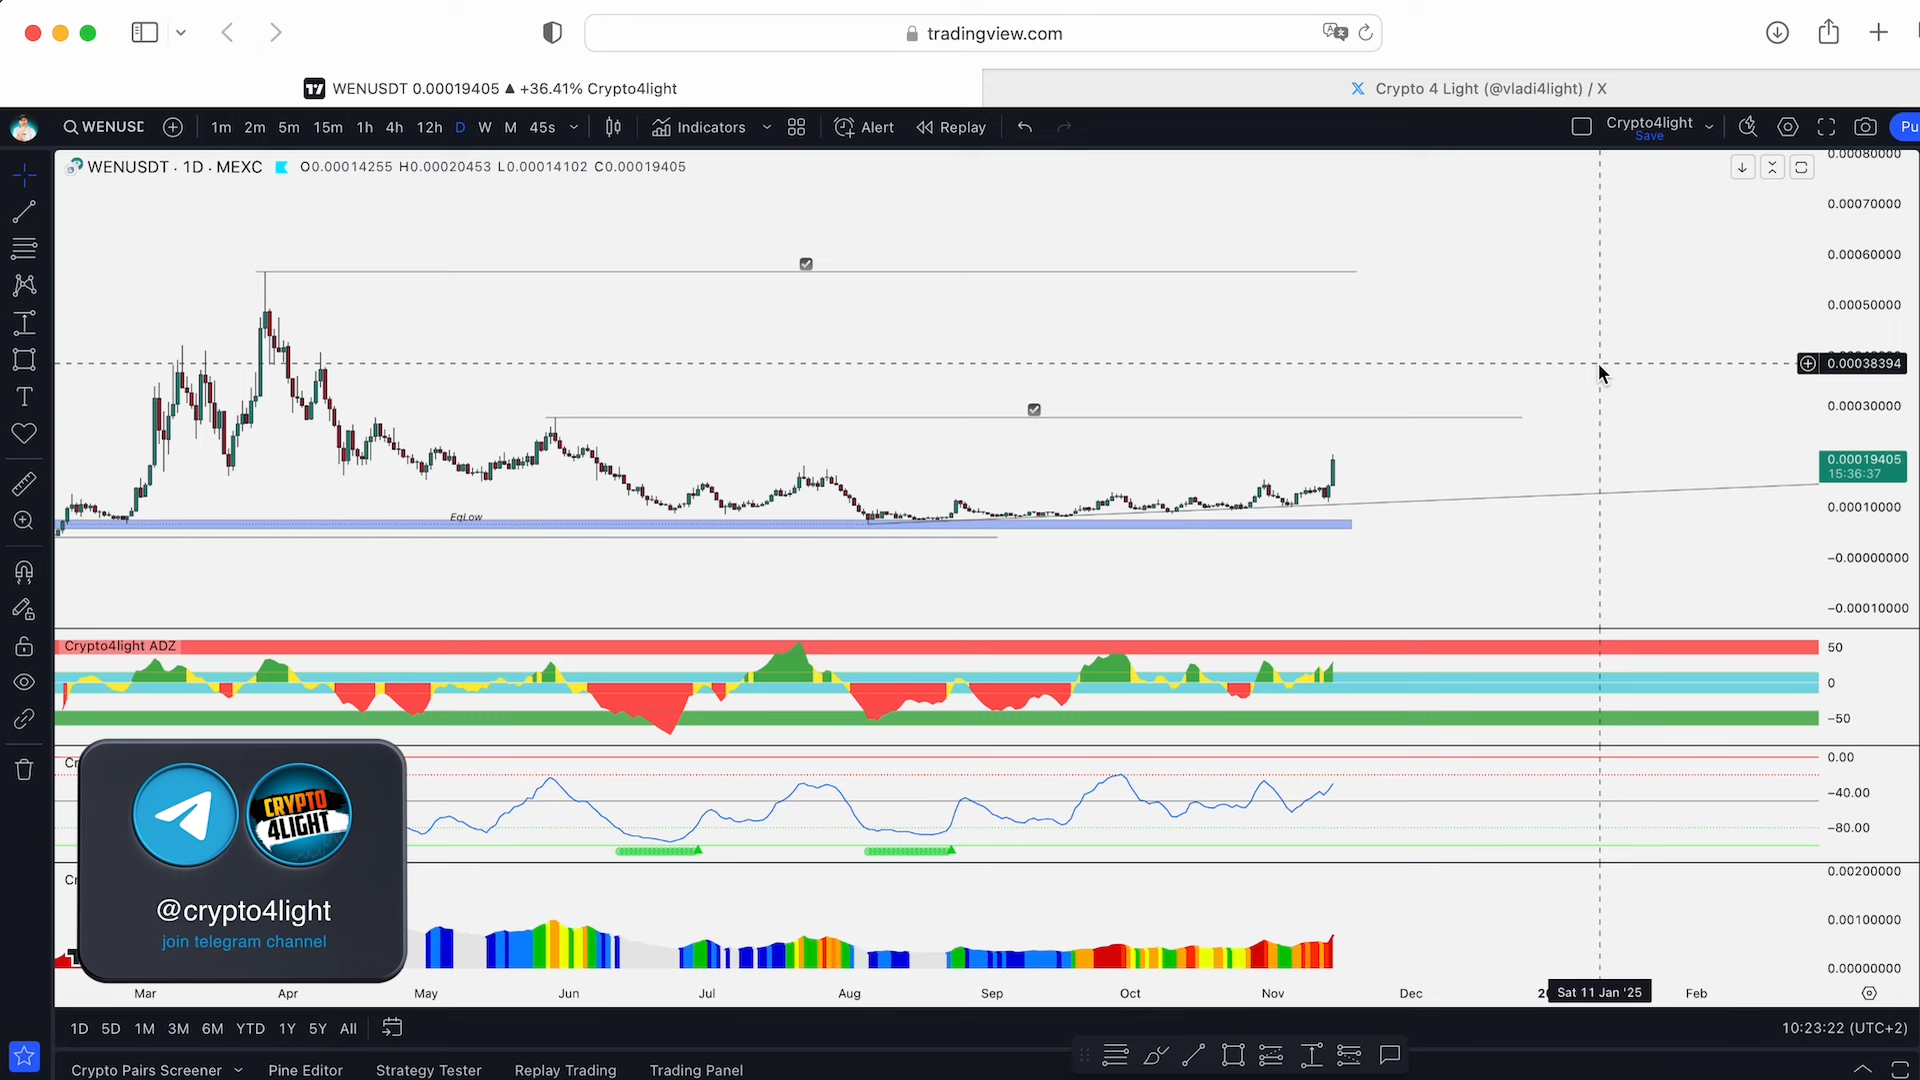 tradingview.com
WENUSDT 0.00019405 ▲ +36.41% Crypto4light
Crypto 4 Light (@vladi4light) / X
1m 2m 5m 15m 1h 4h 12h D W M 45s Indicators Alert Replay Crypto4light
Save
WENUSDT · 1D · MEXC O0.00014255 H0.00020453 L0.00014102 C0.00019405
0.00080000
0.00070000
0.00060000
0.00050000
0.00038394
0.00030000
0.00019405
15:36:37
0.00010000
−0.00000000
−0.00010000
EqLow
Crypto4light ADZ
50
0
−50
0.00
−40.00
−80.00
0.00200000
0.00100000
0.00000000
CRYPTO
4LIGHT
@crypto4light
join telegram channel
Mar Apr May Jun Jul Aug Sep Oct Nov Dec Sat 11 Jan '25 Feb
1D 5D 1M 3M 6M YTD 1Y 5Y All
10:23:22 (UTC+2)
Crypto Pairs Screener Pine Editor Strategy Tester Replay Trading Trading Panel